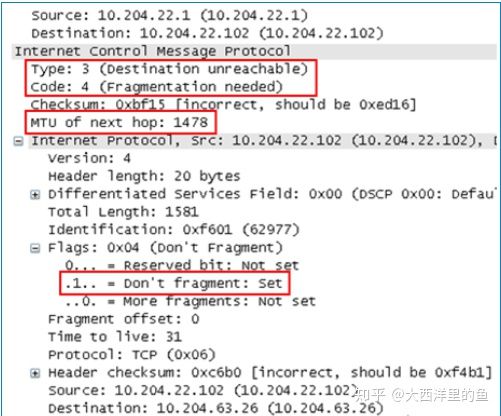 Source: 10.204.22.1 (10.204.22.1)
Destination: 10.204.22.102 (10.204.22.102)
Internet Control Message Protocol
Type: 3 (Destination unreachable)
Code: 4 (Fragmentation needed)
Checksum: 0xbf15 [incorrect, should be 0xed16]
MTU of next hop: 1478
Internet Protocol, Src: 10.204.22.102 (10.204.22.102), D
Version: 4
Header length: 20 bytes
Differentiated Services Field: 0x00 (DSCP 0x00: Defau
Total Length: 1581
Identification: 0xf601 (62977)
Flags: 0x04 (Don't Fragment)
0... = Reserved bit: Not set
.1.. = Don't fragment: Set
..0. = More fragments: Not set
Fragment offset: 0
Time to live: 31
Protocol: TCP (0x06)
Header checksum: 0xc6b0 [incorrect, should be 0xf4b1]
Source: 10.204.22.102 (10.204.22.102)
Destination: 10.204.63.26 (10.204.63.26)
知乎 @大西洋里的鱼